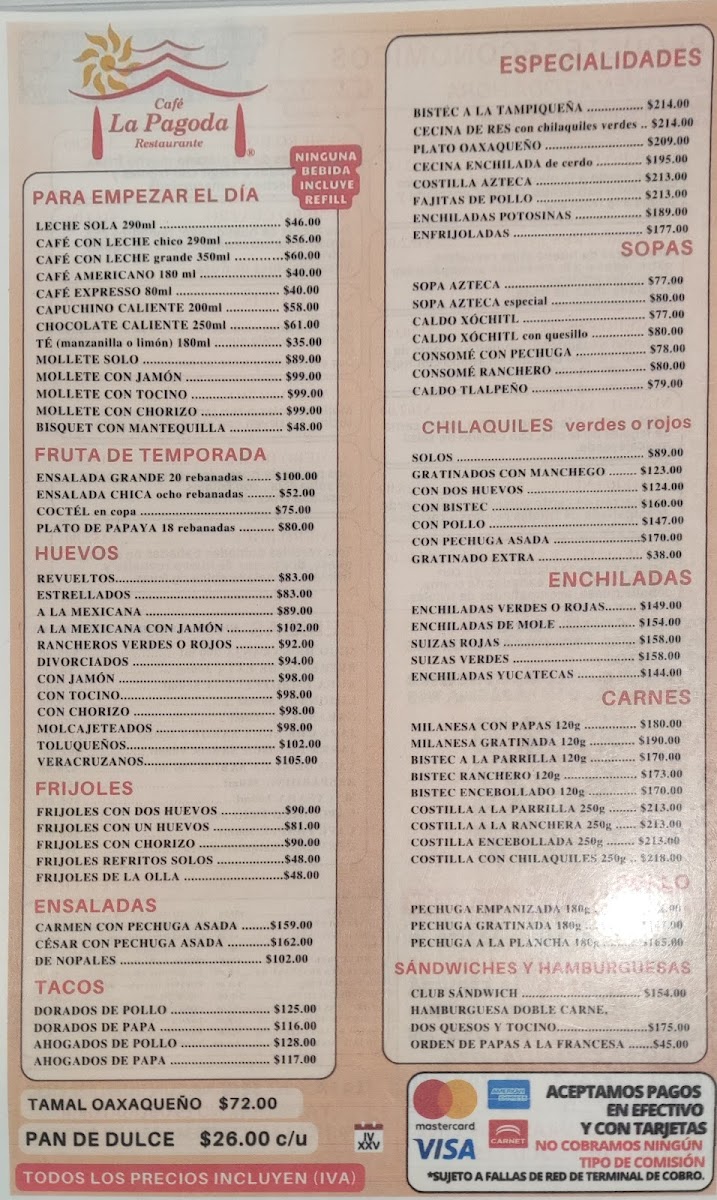 Café
La Pagoda
Restaurante
®
NINGUNA
BEBIDA
INCLUYE
REFILL
PARA EMPEZAR EL DÍA
LECHE SOLA 290ml .............................. $46.00
CAFÉ CON LECHE chico 290ml .............. $56.00
CAFÉ CON LECHE grande 350ml ............$60.00
CAFÉ AMERICANO 180 ml ..................... $40.00
CAFÉ EXPRESSO 80ml .......................... $40.00
CAPUCHINO CALIENTE 200ml .............. $58.00
CHOCOLATE CALIENTE 250ml ............. $61.00
TÉ (manzanilla o limón) 180ml ................. $35.00
MOLLETE SOLO ................................... $89.00
MOLLETE CON JAMÓN ........................ $99.00
MOLLETE CON TOCINO ....................... $99.00
MOLLETE CON CHORIZO .................... $99.00
BISQUET CON MANTEQUILLA ............. $48.00
FRUTA DE TEMPORADA
ENSALADA GRANDE 20 rebanadas ....... $100.00
ENSALADA CHICA ocho rebanadas ........ $52.00
COCTÉL en copa .................................... $75.00
PLATO DE PAPAYA 18 rebanadas .......... $80.00
HUEVOS
REVUELTOS....................................... $83.00
ESTRELLADOS ................................... $83.00
A LA MEXICANA ................................ $89.00
A LA MEXICANA CON JAMÓN ............ $102.00
RANCHEROS VERDES O ROJOS .......... $92.00
DIVORCIADOS ................................... $94.00
CON JAMÓN ....................................... $98.00
CON TOCINO...................................... $98.00
CON CHORIZO ................................... $98.00
MOLCAJETEADOS ............................. $98.00
TOLUQUEÑOS.................................... $102.00
VERACRUZANOS............................... $105.00
FRIJOLES
FRIJOLES CON DOS HUEVOS ................$90.00
FRIJOLES CON UN HUEVOS ..................$81.00
FRIJOLES CON CHORIZO .....................$90.00
FRIJOLES REFRITOS SOLOS .................$48.00
FRIJOLES DE LA OLLA .........................$48.00
ENSALADAS
CARMEN CON PECHUGA ASADA ........$159.00
CÉSAR CON PECHUGA ASADA ...........$162.00
DE NOPALES ................................... $102.00
TACOS
DORADOS DE POLLO ......................... $125.00
DORADOS DE PAPA ............................ $116.00
AHOGADOS DE POLLO ....................... $128.00
AHOGADOS DE PAPA ......................... $117.00
TAMAL OAXAQUEÑO $72.00
PAN DE DULCE $26.00 c/u
IV
XXV
TODOS LOS PRECIOS INCLUYEN (IVA)
ESPECIALIDADES
BISTÉC A LA TAMPIQUEÑA .............. $214.00
CECINA DE RES con chilaquiles verdes .. $214.00
PLATO OAXAQUEÑO ........................ $209.00
CECINA ENCHILADA de cerdo ........... $195.00
COSTILLA AZTECA .......................... $213.00
FAJITAS DE POLLO .......................... $213.00
ENCHILADAS POTOSINAS ................ $189.00
ENFRIJOLADAS ............................... $177.00
SOPAS
SOPA AZTECA ................................... $77.00
SOPA AZTECA especial ....................... $80.00
CALDO XÓCHITL .............................. $77.00
CALDO XÓCHITL con quesillo ............. $80.00
CONSOMÉ CON PECHUGA ................. $78.00
CONSOMÉ RANCHERO ..................... $80.00
CALDO TLALPEÑO ........................... $79.00
CHILAQUILES verdes o rojos
SOLOS ............................................. $89.00
GRATINADOS CON MANCHEGO ....... $123.00
CON DOS HUEVOS ........................... $124.00
CON BISTEC .................................... $160.00
CON POLLO ..................................... $147.00
CON PECHUGA ASADA .....................$170.00
GRATINADO EXTRA ......................... $38.00
ENCHILADAS
ENCHILADAS VERDES O ROJAS........ $149.00
ENCHILADAS DE MOLE ................... $154.00
SUIZAS ROJAS ................................. $158.00
SUIZAS VERDES .............................. $158.00
ENCHILADAS YUCATECAS ................$144.00
CARNES
MILANESA CON PAPAS 120g ............. $180.00
MILANESA GRATINADA 120g ........... $190.00
BISTEC A LA PARRILLA 120g ........... $170.00
BISTEC RANCHERO 120g ................. $173.00
BISTEC ENCEBOLLADO 120g ........... $170.00
COSTILLA A LA PARRILLA 250g ....... $213.00
COSTILLA A LA RANCHERA 250g ..... $213.00
COSTILLA ENCEBOLLADA 250g ........ $213.00
COSTILLA CON CHILAQUILES 250g .. $218.00
PECHUGA EMPANIZADA 180g
PECHUGA GRATINADA 180g
PECHUGA A LA PLANCHA 180g ........ $165.00
SÁNDWICHES Y HAMBURGUESAS
CLUB SÁNDWICH ............................. $154.00
HAMBURGUESA DOBLE CARNE,
DOS QUESOS Y TOCINO.....................$175.00
ORDEN DE PAPAS A LA FRANCESA .......$45.00
mastercard
AMERICAN EXPRESS
VISA
CARNET
ACEPTAMOS PAGOS
EN EFECTIVO
Y CON TARJETAS
NO COBRAMOS NINGÚN
TIPO DE COMISIÓN
*SUJETO A FALLAS DE RED DE TERMINAL DE COBRO.